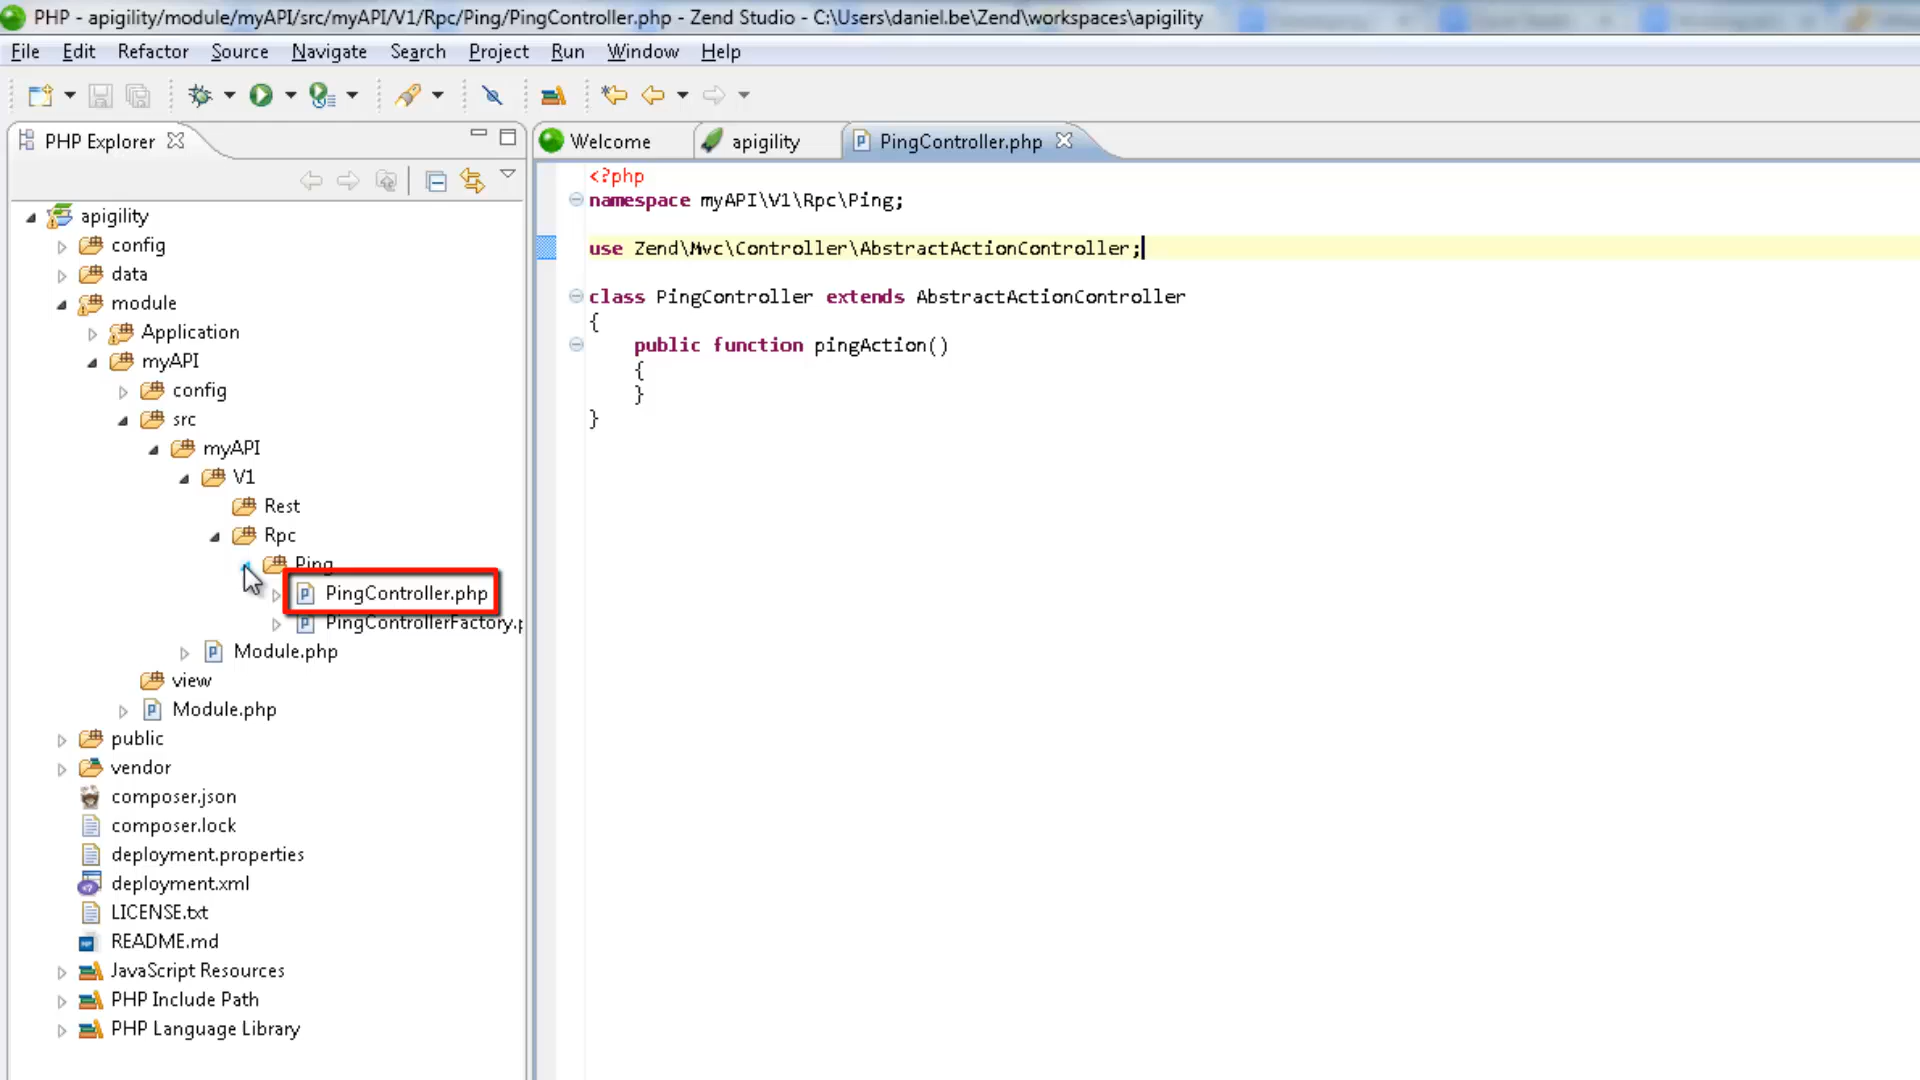 PHP - apigility/module/myAPI/src/myAPI/V1/Rpc/Ping/PingController.php - Zend Studio - C:\Users\daniel.be\Zend\workspaces\apigility
File Edit Refactor Source Navigate Search Project Run Window Help
PHP Explorer
Welcome apigility PingController.php
apigility
config
data
module
Application
myAPI
config
src
myAPI
V1
Rest
Rpc
Ping
PingController.php
PingControllerFactory.p
Module.php
view
Module.php
public
vendor
composer.json
composer.lock
deployment.properties
deployment.xml
LICENSE.txt
README.md
JavaScript Resources
PHP Include Path
PHP Language Library
<?php
namespace myAPI\V1\Rpc\Ping;
use Zend\Mvc\Controller\AbstractActionController;
class PingController extends AbstractActionController
{
public function pingAction()
{
}
}